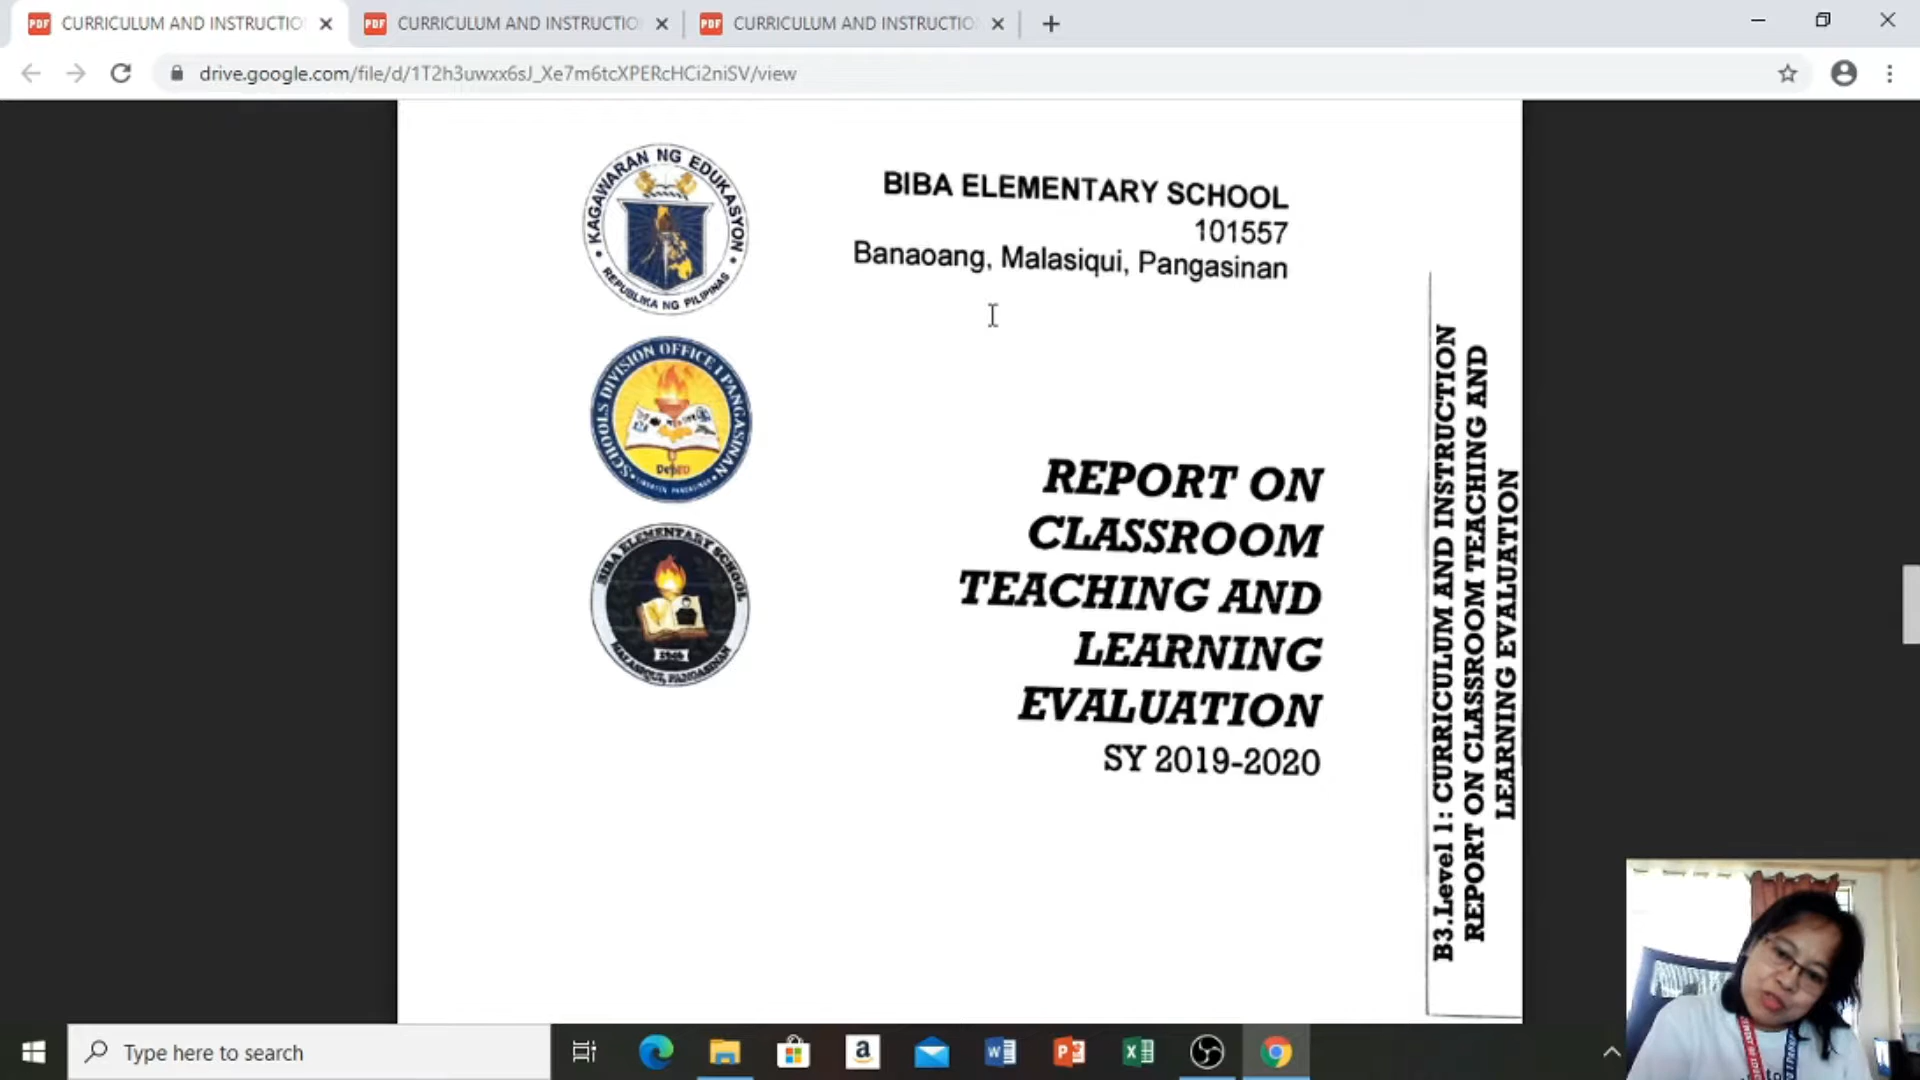 CURRICULUM AND INSTRUCTIO
CURRICULUM AND INSTRUCTIO
CURRICULUM AND INSTRUCTIO
drive.google.com/file/d/1T2h3uwxx6sJ_Xe7m6tcXPERcHCi2niSV/view
KAGAWARAN NG EDUKASYON
REPUBLIKA NG PILIPINAS
BIBA ELEMENTARY SCHOOL
101557
Banaoang, Malasiqui, Pangasinan
SCHOOLS DIVISION OFFICE I PANGASINAN
DepED
BIBA ELEMENTARY SCHOOL
MALASIQUI, PANGASINAN
REPORT ON
CLASSROOM
TEACHING AND
LEARNING
EVALUATION
SY 2019-2020
B3.Level 1: CURRICULUM AND INSTRUCTION
REPORT ON CLASSROOM TEACHING AND
LEARNING EVALUATION
Type here to search